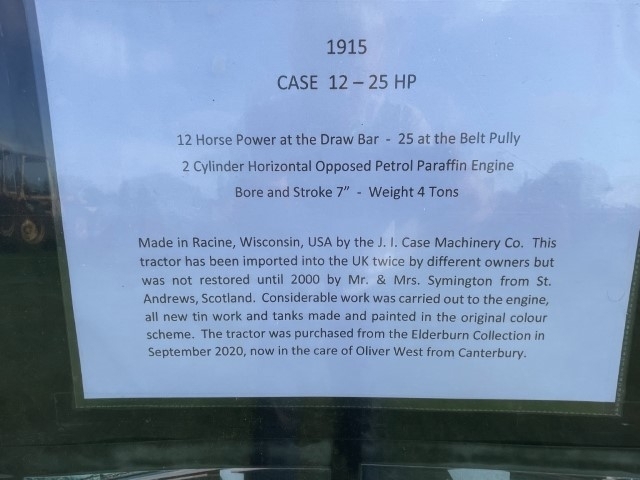 1915
CASE 12 – 25 HP
12 Horse Power at the Draw Bar - 25 at the Belt Pully
2 Cylinder Horizontal Opposed Petrol Paraffin Engine
Bore and Stroke 7” - Weight 4 Tons
Made in Racine, Wisconsin, USA by the J. I. Case Machinery Co. This
tractor has been imported into the UK twice by different owners but
was not restored until 2000 by Mr. & Mrs. Symington from St.
Andrews, Scotland. Considerable work was carried out to the engine,
all new tin work and tanks made and painted in the original colour
scheme. The tractor was purchased from the Elderburn Collection in
September 2020, now in the care of Oliver West from Canterbury.